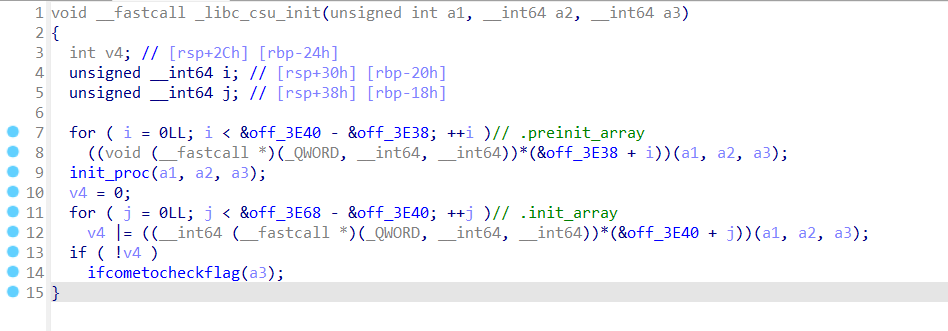 1 void __fastcall _libc_csu_init(unsigned int a1, __int64 a2, __int64 a3)
2 {
3   int v4; // [rsp+2Ch] [rbp-24h]
4   unsigned __int64 i; // [rsp+30h] [rbp-20h]
5   unsigned __int64 j; // [rsp+38h] [rbp-18h]
6
7   for ( i = 0LL; i < &off_3E40 - &off_3E38; ++i )// .preinit_array
8     ((void (__fastcall *)(_QWORD, __int64, __int64))*(&off_3E38 + i))(a1, a2, a3);
9   init_proc(a1, a2, a3);
10   v4 = 0;
11   for ( j = 0LL; j < &off_3E68 - &off_3E40; ++j )// .init_array
12     v4 |= ((__int64 (__fastcall *)(_QWORD, __int64, __int64))*(&off_3E40 + j))(a1, a2, a3);
13   if ( !v4 )
14     ifcometocheckflag(a3);
15 }